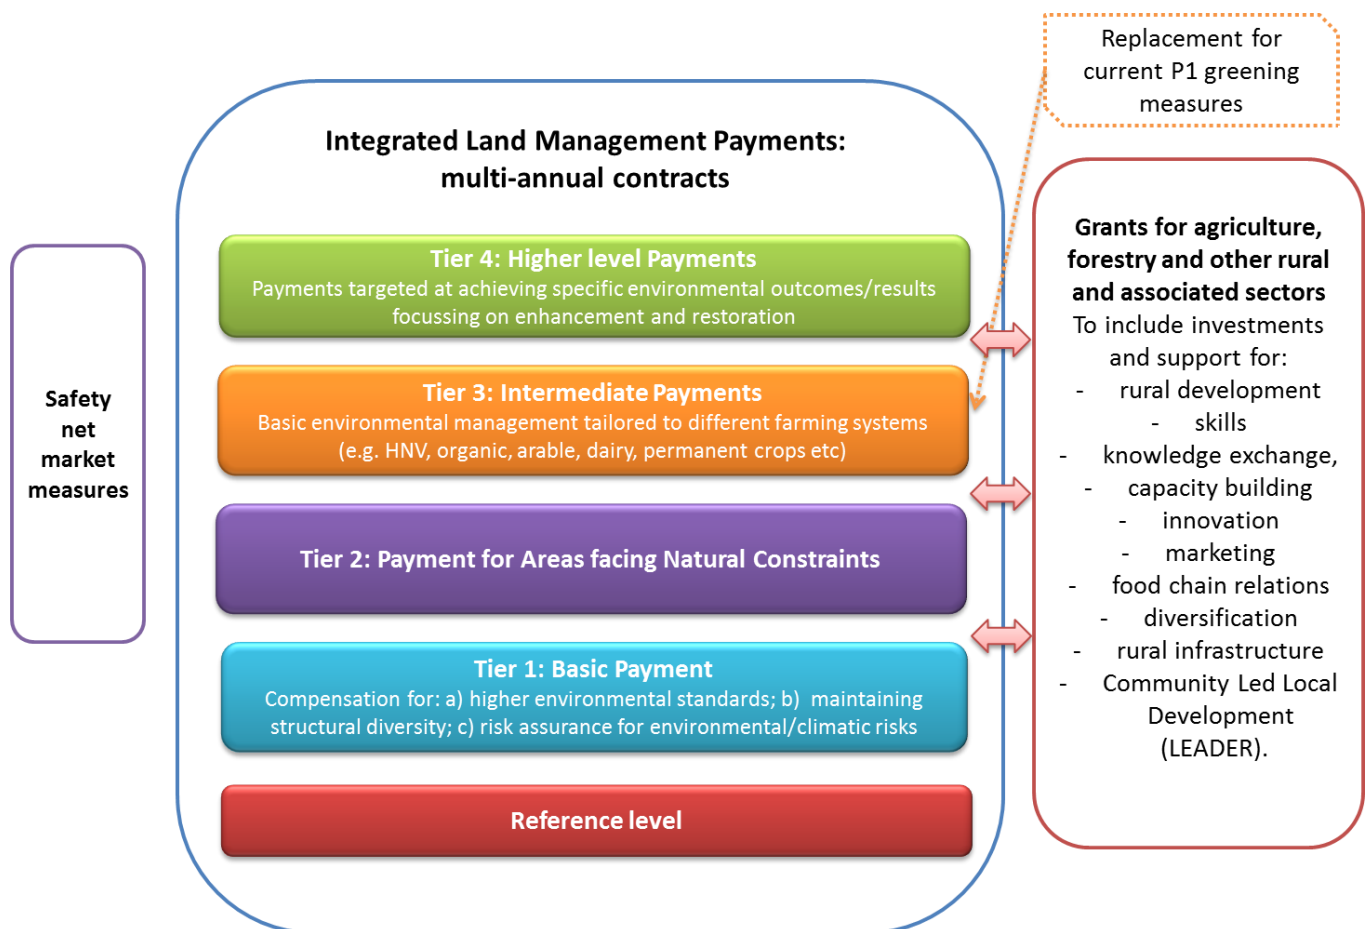 Replacement for
current P1 greening
measures
Integrated Land Management Payments:
multi-annual contracts
Tier 4: Higher level Payments
Payments targeted at achieving specific environmental outcomes/results
focussing on enhancement and restoration
Tier 3: Intermediate Payments
Basic environmental management tailored to different farming systems
(e.g. HNV, organic, arable, dairy, permanent crops etc)
Tier 2: Payment for Areas facing Natural Constraints
Tier 1: Basic Payment
Compensation for: a) higher environmental standards; b) maintaining
structural diversity; c) risk assurance for environmental/climatic risks
Reference level
Safety
net
market
measures
Grants for agriculture,
forestry and other rural
and associated sectors
To include investments
and support for:
- rural development
- skills
- knowledge exchange,
- capacity building
- innovation
- marketing
- food chain relations
- diversification
- rural infrastructure
- Community Led Local
Development
(LEADER).